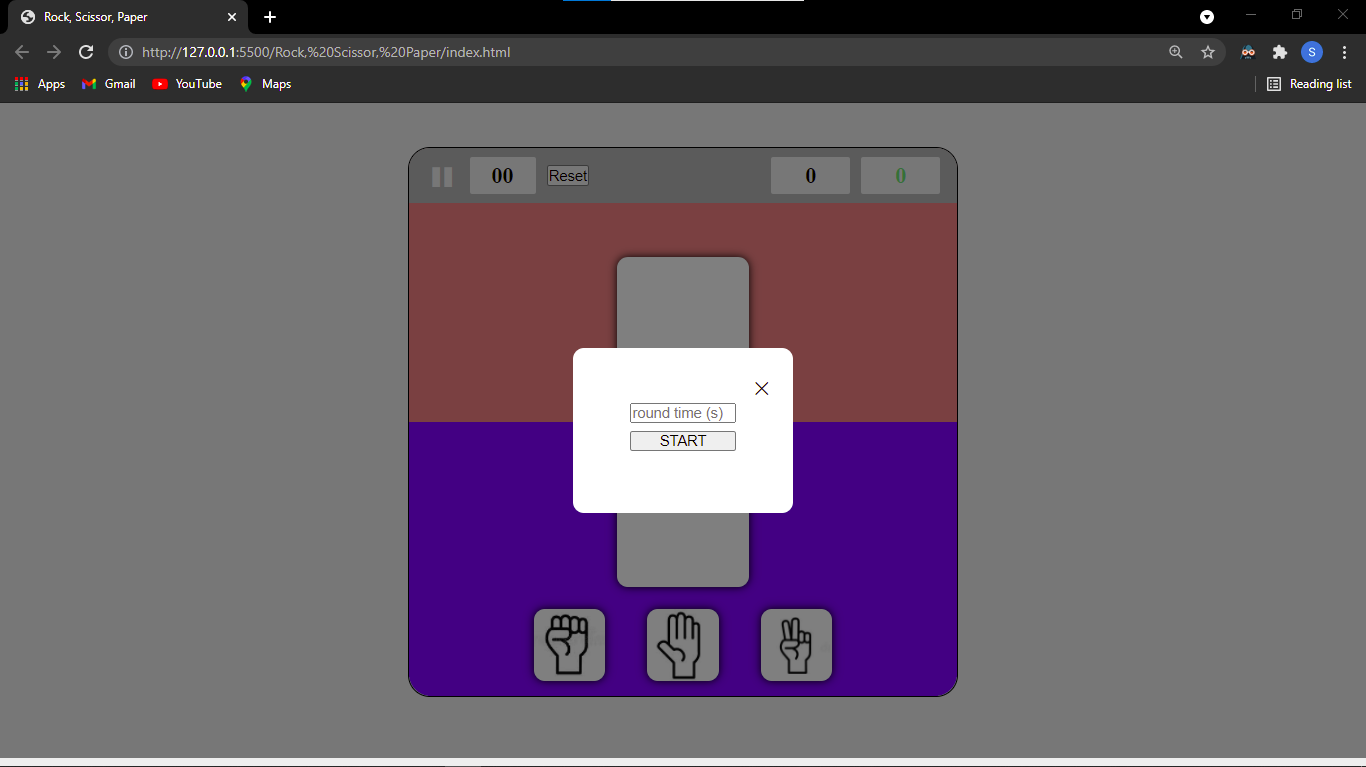 Rock, Scissor, Paper
http://127.0.0.1:5500/Rock,%20Scissor,%20Paper/index.html
S
Apps Gmail YouTube Maps Reading list
00 Reset 0 0
round time (s)
START